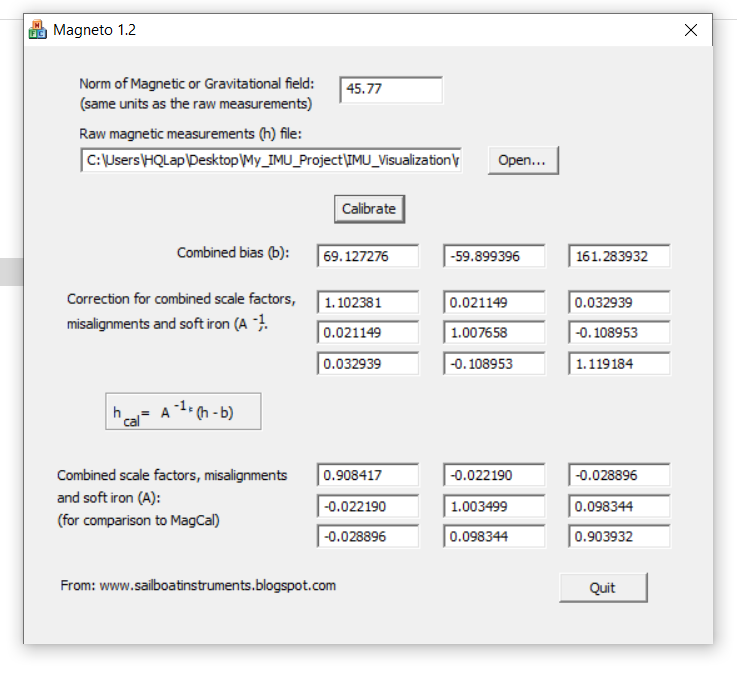 Magneto 1.2
Norm of Magnetic or Gravitational field: 45.77
(same units as the raw measurements)
Raw magnetic measurements (h) file:
C:\Users\HQLap\Desktop\My_IMU_Project\IMU_Visualization\ Open...
Calibrate
Combined bias (b): 69.127276 -59.899396 161.283932
Correction for combined scale factors, 1.102381 0.021149 0.032939
misalignments and soft iron (A -1 0.021149 1.007658 -0.108953
0.032939 -0.108953 1.119184
h cal = A -1 * (h - b)
Combined scale factors, misalignments 0.908417 -0.022190 -0.028896
and soft iron (A): -0.022190 1.003499 0.098344
(for comparison to MagCal) -0.028896 0.098344 0.903932
From: www.sailboatinstruments.blogspot.com Quit